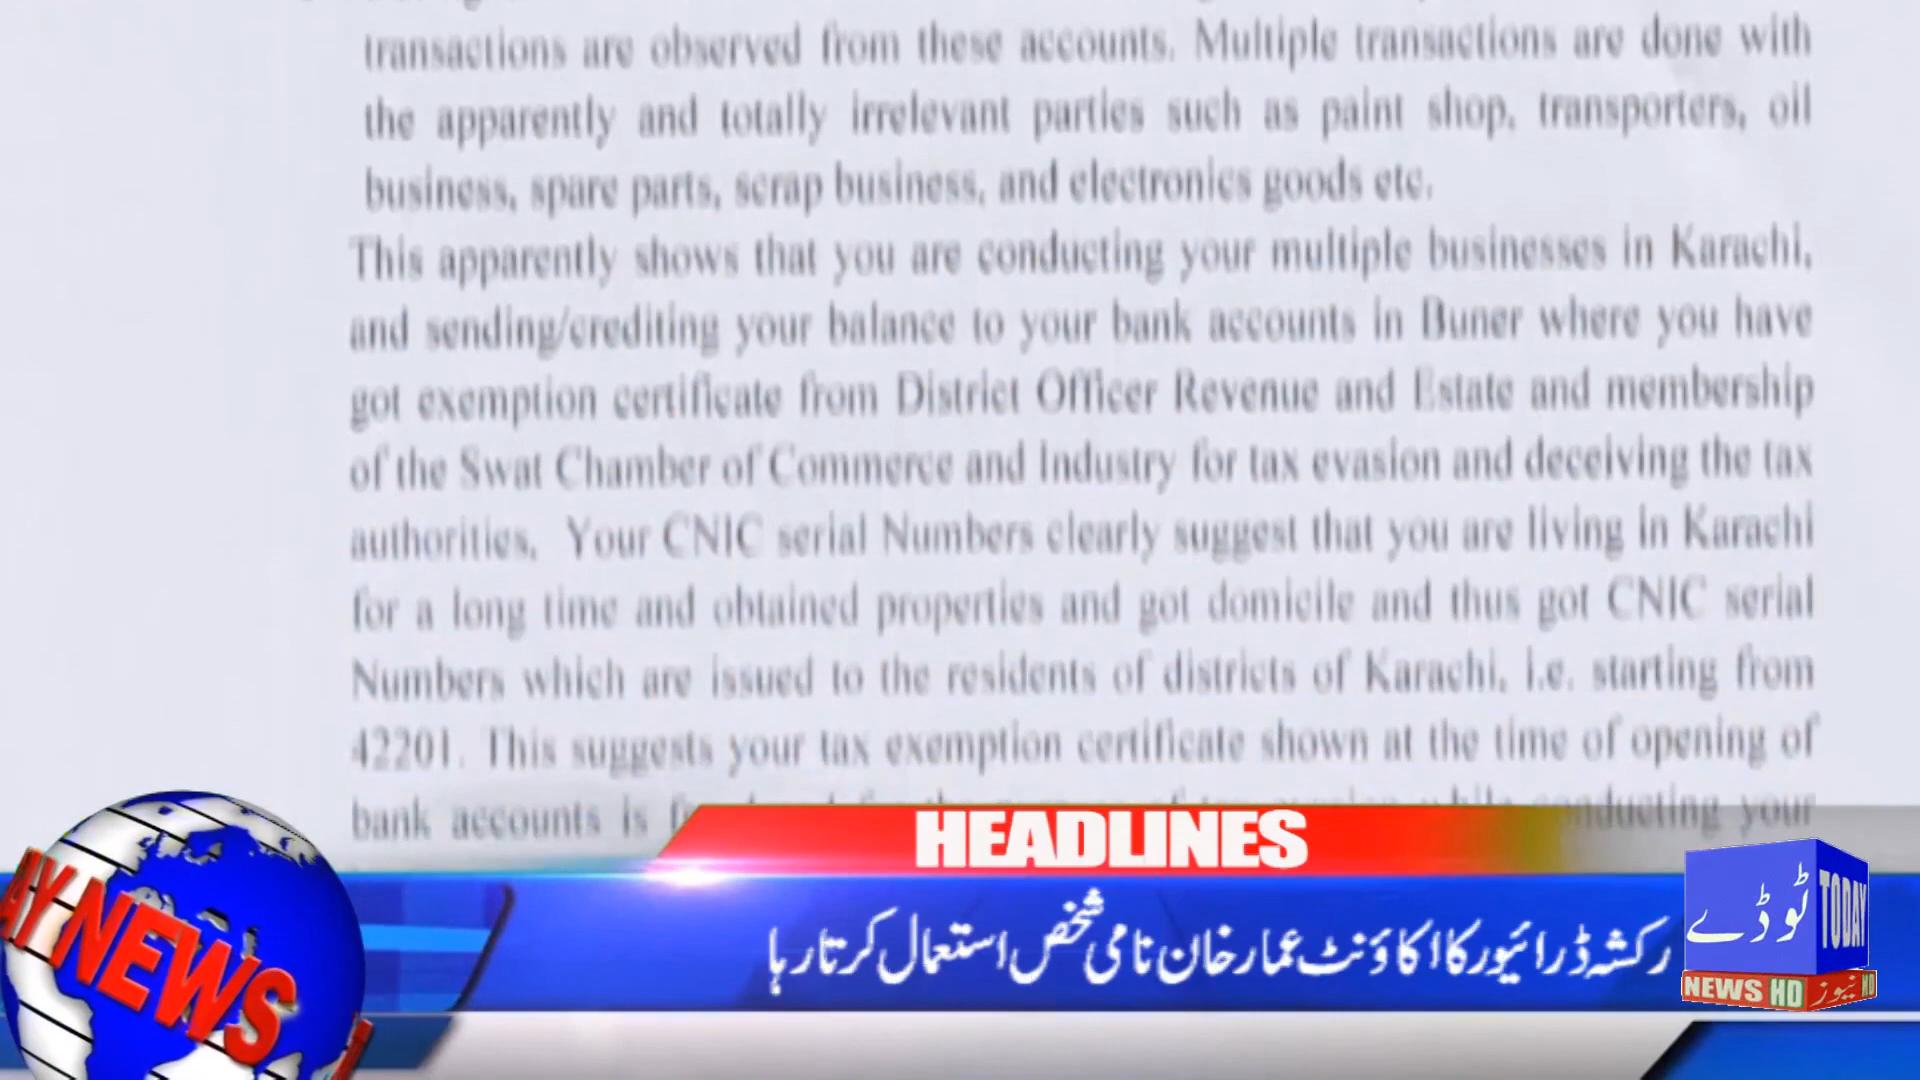 transactions are observed from these accounts. Multiple transactions are done with
the apparently and totally irrelevant parties such as paint shop, transporters, oil
business, spare parts, scrap business, and electronics goods etc.
This apparently shows that you are conducting your multiple businesses in Karachi,
and sending/crediting your balance to your bank accounts in Buner where you have
got exemption certificate from District Officer Revenue and Estate and membership
of the Swat Chamber of Commerce and Industry for tax evasion and deceiving the tax
authorities. Your CNIC serial Numbers clearly suggest that you are living in Karachi
for a long time and obtained properties and got domicile and thus got CNIC serial
Numbers which are issued to the residents of districts of Karachi, i.e. starting from
42201. This suggests your tax exemption certificate shown at the time of opening of
bank accounts is conducting your
HEADLINES
رکشہ ڈرائیور کا اکاؤنٹ عمار خان نامی شخص استعمال کرتا رہا
ٹوڈے TODAY
NEWS HD نیوز HD
AY NEWS